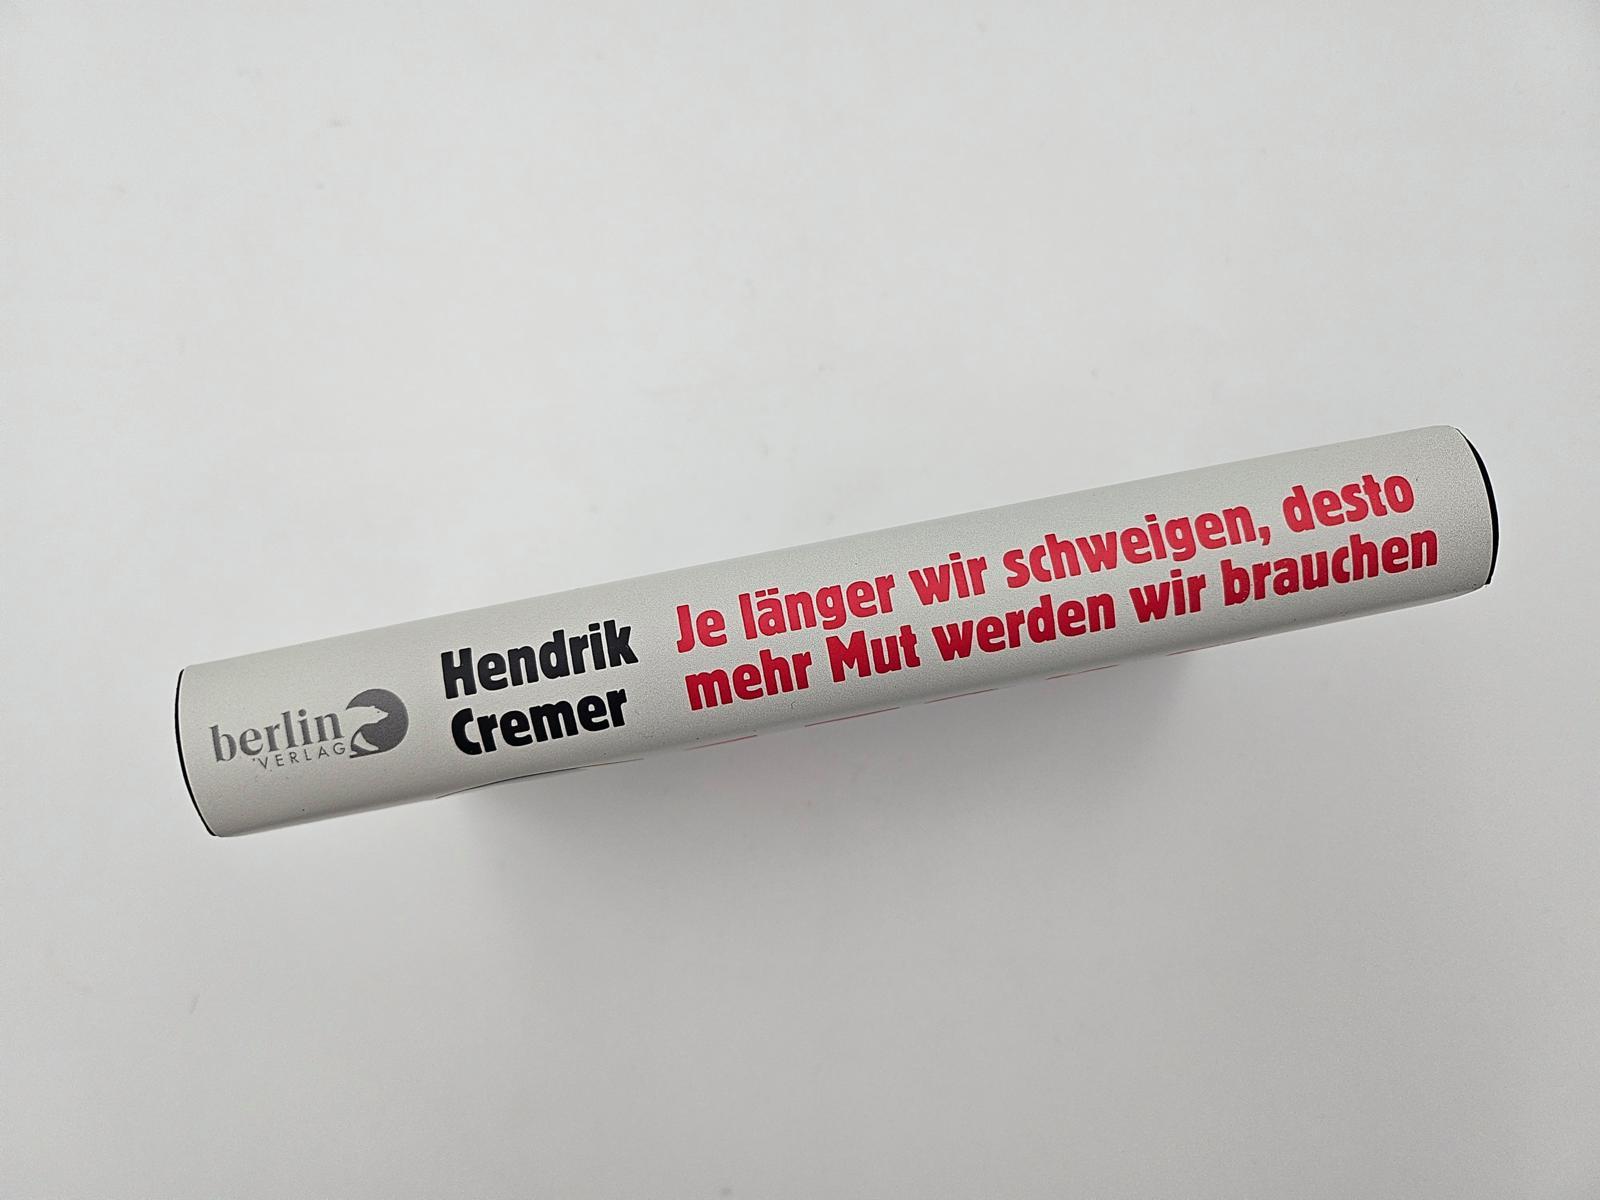 berlin
VERLAG
Hendrik
Cremer
Je länger wir schweigen, desto
mehr Mut werden wir brauchen